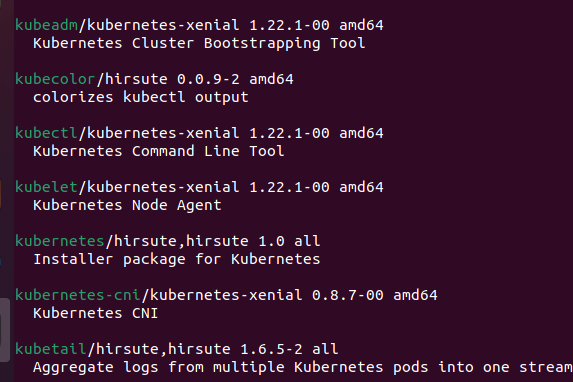 kubeadm/kubernetes-xenial 1.22.1-00 amd64
Kubernetes Cluster Bootstrapping Tool
kubecolor/hirsute 0.0.9-2 amd64
colorizes kubectl output
kubectl/kubernetes-xenial 1.22.1-00 amd64
Kubernetes Command Line Tool
kubelet/kubernetes-xenial 1.22.1-00 amd64
Kubernetes Node Agent
kubernetes/hirsute,hirsute 1.0 all
Installer package for Kubernetes
kubernetes-cni/kubernetes-xenial 0.8.7-00 amd64
Kubernetes CNI
kubetail/hirsute,hirsute 1.6.5-2 all
Aggregate logs from multiple Kubernetes pods into one stream